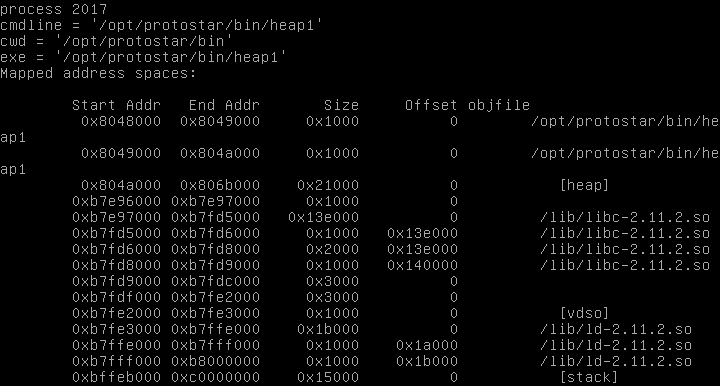 process 2017
cmdline = '/opt/protostar/bin/heap1'
cwd = '/opt/protostar/bin'
exe = '/opt/protostar/bin/heap1'
Mapped address spaces:

        Start Addr   End Addr       Size     Offset objfile
         0x8048000  0x8049000     0x1000          0        /opt/protostar/bin/he
ap1
         0x8049000  0x804a000     0x1000          0        /opt/protostar/bin/he
ap1
         0x804a000  0x806b000    0x21000          0           [heap]
        0xb7e96000 0xb7e97000     0x1000          0
        0xb7e97000 0xb7fd5000   0x13e000          0         /lib/libc-2.11.2.so
        0xb7fd5000 0xb7fd6000     0x1000   0x13e000         /lib/libc-2.11.2.so
        0xb7fd6000 0xb7fd8000     0x2000   0x13e000         /lib/libc-2.11.2.so
        0xb7fd8000 0xb7fd9000     0x1000   0x140000         /lib/libc-2.11.2.so
        0xb7fd9000 0xb7fdc000     0x3000          0
        0xb7fdf000 0xb7fe2000     0x3000          0
        0xb7fe2000 0xb7fe3000     0x1000          0           [vdso]
        0xb7fe3000 0xb7ffe000    0x1b000          0         /lib/ld-2.11.2.so
        0xb7ffe000 0xb7fff000     0x1000    0x1a000         /lib/ld-2.11.2.so
        0xb7fff000 0xb8000000     0x1000    0x1b000         /lib/ld-2.11.2.so
        0xbffeb000 0xc0000000    0x15000          0           [stack]